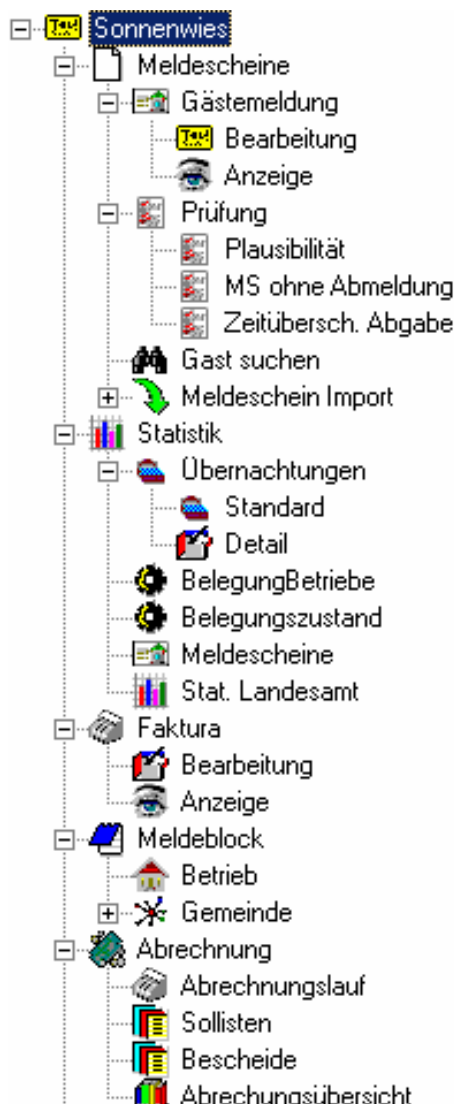 Sonnenwies
Meldescheine
Gästemeldung
Bearbeitung
Anzeige
Prüfung
Plausibilität
MS ohne Abmeldung
Zeitübersch. Abgabe
Gast suchen
Meldeschein Import
Statistik
Übernachtungen
Standard
Detail
BelegungBetriebe
Belegungszustand
Meldescheine
Stat. Landesamt
Faktura
Bearbeitung
Anzeige
Meldeblock
Betrieb
Gemeinde
Abrechnung
Abrechnungslauf
Sollisten
Bescheide
Abrechungsübersicht